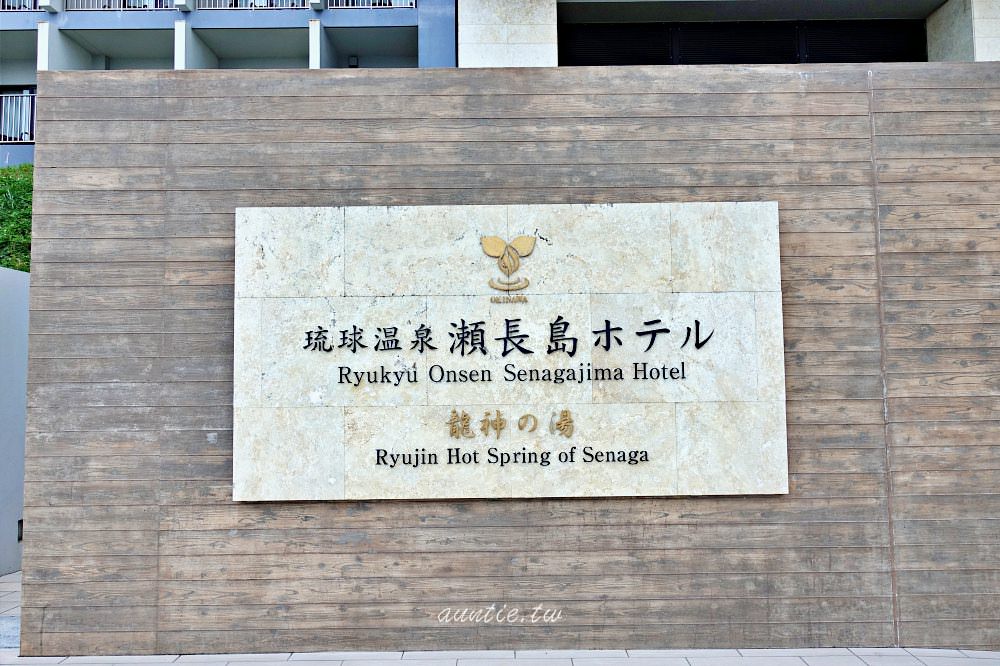 OKINAWA
琉球温泉 瀬長島ホテル
Ryukyu Onsen Senagajima Hotel
龍神の湯
Ryujin Hot Spring of Senaga
auntie.tw